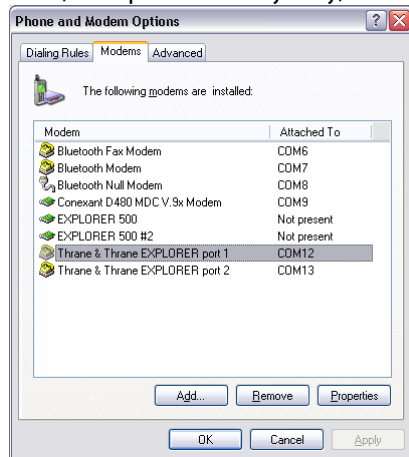 Phone and Modem Options
Dialing Rules Modems Advanced
The following modems are installed:
Modem Attached To
Bluetooth Fax Modem COM6
Bluetooth Modem COM7
Bluetooth Null Modem COM8
Conexant D480 MDC V.9x Modem COM9
EXPLORER 500 Not present
EXPLORER 500 #2 Not present
Thrane & Thrane EXPLORER port 1 COM12
Thrane & Thrane EXPLORER port 2 COM13
Add... Remove Properties
OK Cancel Apply